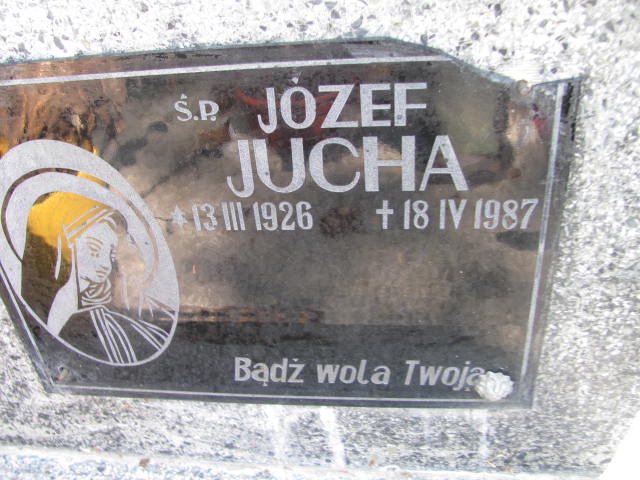 Ś.P. JÓZEF
JUCHA
* 13 III 1926 † 18 IV 1987
Bądź wola Twoja